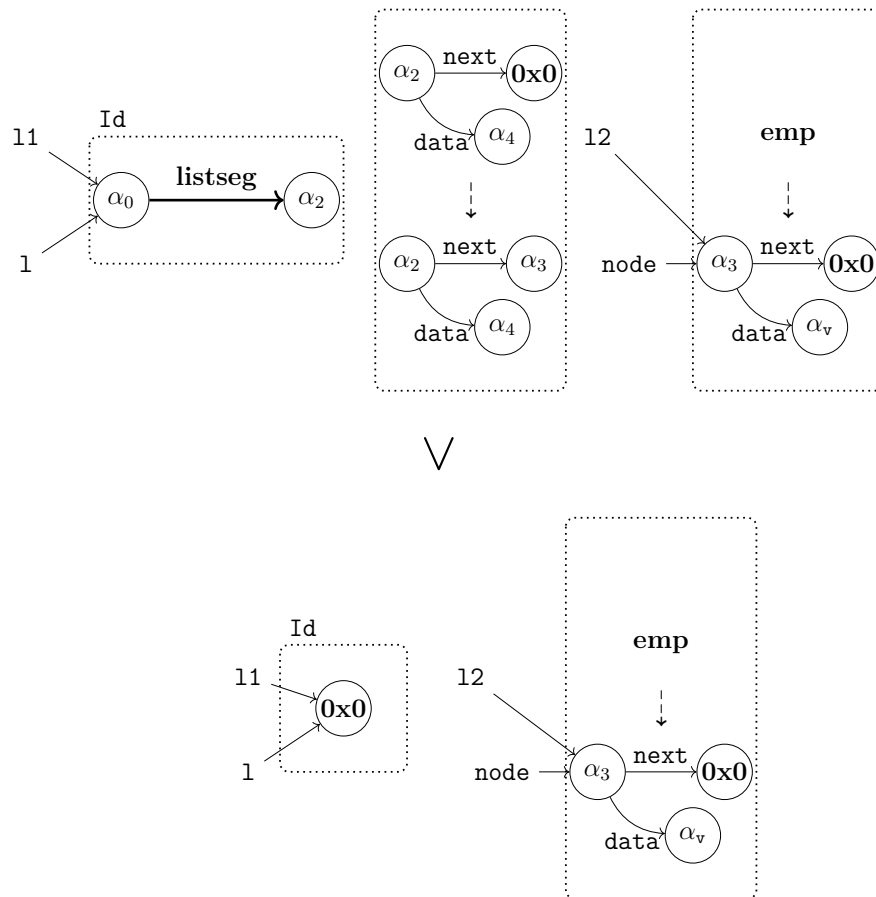 α₂ next 0x0
data α₄
Id
l1
l
α₀ listseg α₂
α₂ next α₃
data α₄
l2
emp
node α₃ next 0x0
data αᵥ
⋁
Id
l1
l
0x0
l2
emp
node α₃ next 0x0
data αᵥ